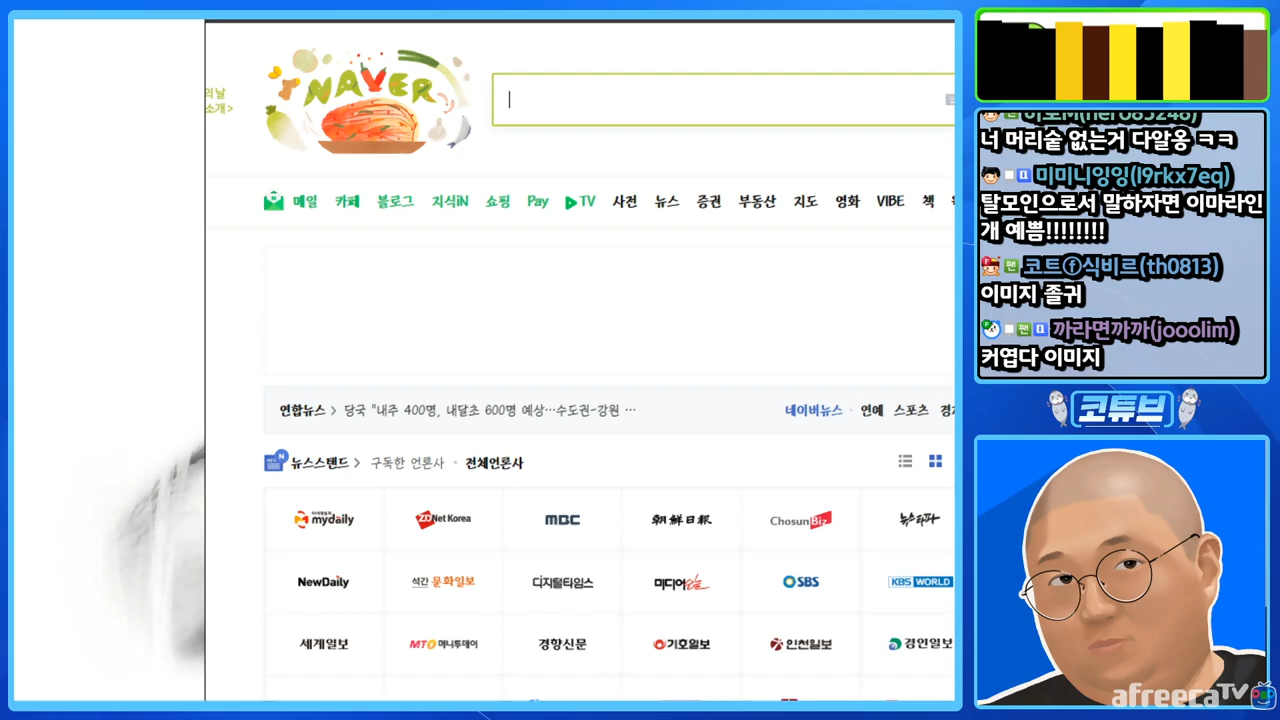 의날
소개>
NAVER
메일 카페 블로그 지식iN 쇼핑 Pay TV 사전 뉴스 증권 부동산 지도 영화 VIBE 책
연합뉴스 > 당국 "내주 400명, 내달초 600명 예상…수도권-강원 …
네이버뉴스 · 연예 스포츠
뉴스스탠드 > 구독한 언론사 · 전체언론사
mydaily ZDNet Korea MBC 朝鮮日報 ChosunBiz 뉴스타파
NewDaily 석간 문화일보 디지털타임스 미디어오늘 SBS KBS WORLD
세계일보 MTN 머니투데이 경향신문 기호일보 인천일보 경인일보
너 머리숱 없는거 다알옹 ㅋㅋ
미미니잉잉(l9rkx7eq)
탈모인으로서 말하자면 이마라인
개 예쁨!!!!!!!!
코트ⓕ식비르(th0813)
이미지 졸귀
까라면까까(jooolim)
커엽다 이미지
코튜브
afreecaTV